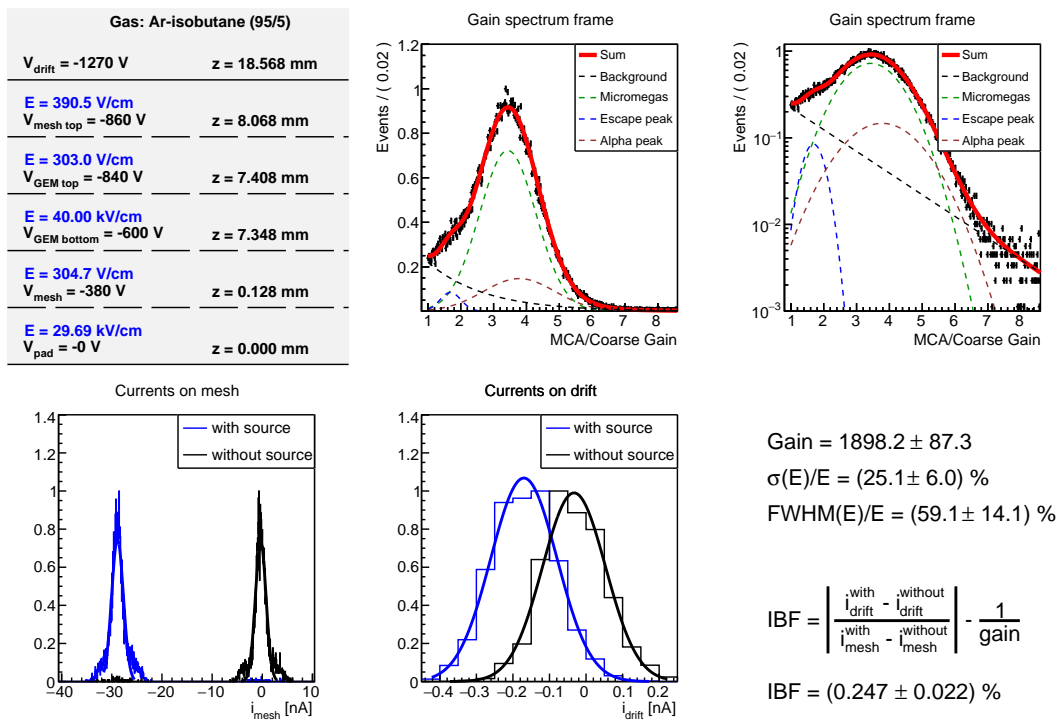 Gas: Ar-isobutane (95/5)
V_drift = -1270 V z = 18.568 mm
E = 390.5 V/cm
V_mesh top = -860 V z = 8.068 mm
E = 303.0 V/cm
V_GEM top = -840 V z = 7.408 mm
E = 40.00 kV/cm
V_GEM bottom = -600 V z = 7.348 mm
E = 304.7 V/cm
V_mesh = -380 V z = 0.128 mm
E = 29.69 kV/cm
V_pad = -0 V z = 0.000 mm
Gain spectrum frame
Events / ( 0.02 )
1.2
1
0.8
0.6
0.4
0.2
Sum
Background
Micromegas
Escape peak
Alpha peak
1 2 3 4 5 6 7 8
MCA/Coarse Gain
Gain spectrum frame
Events / ( 0.02 )
1
10^−1
10^−2
10^−3
Sum
Background
Micromegas
Escape peak
Alpha peak
1 2 3 4 5 6 7 8
MCA/Coarse Gain
Currents on mesh
1.4
1.2
1
0.8
0.6
0.4
0.2
0
with source
without source
−40 −30 −20 −10 0 10
i_mesh [nA]
Currents on drift
1.4
1.2
1
0.8
0.6
0.4
0.2
0
with source
without source
−0.4 −0.3 −0.2 −0.1 0 0.1 0.2
i_drift [nA]
Gain = 1898.2 ± 87.3
σ(E)/E = (25.1± 6.0) %
FWHM(E)/E = (59.1± 14.1) %
IBF = | (i_drift^with - i_drift^without) / (i_mesh^with - i_mesh^without) | - 1/gain
IBF = (0.247 ± 0.022) %